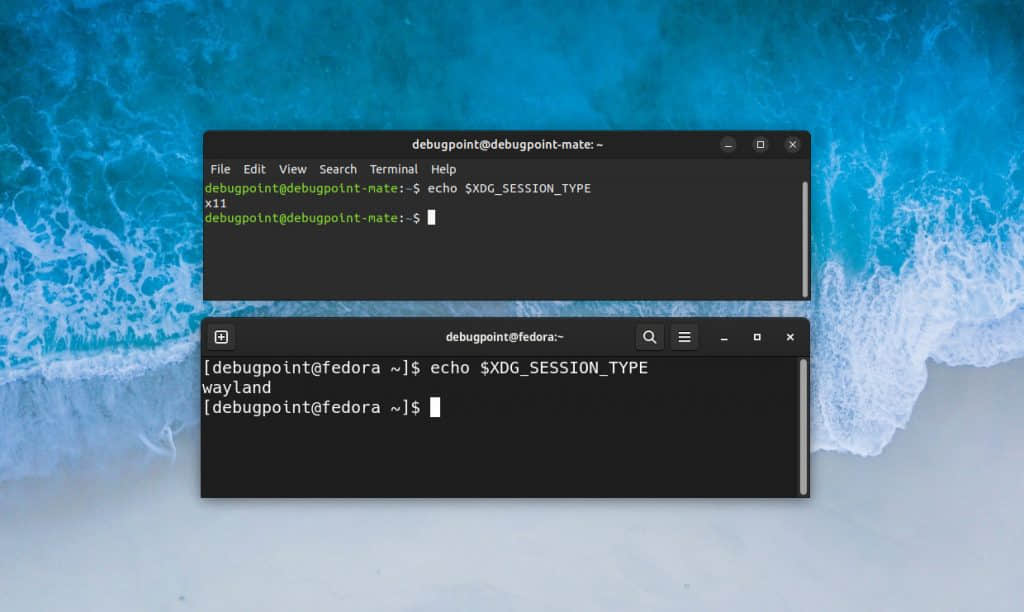 debugpoint@debugpoint-mate: ~
File Edit View Search Terminal Help
debugpoint@debugpoint-mate:~$ echo $XDG_SESSION_TYPE
x11
debugpoint@debugpoint-mate:~$
debugpoint@fedora:~
[debugpoint@fedora ~]$ echo $XDG_SESSION_TYPE
wayland
[debugpoint@fedora ~]$